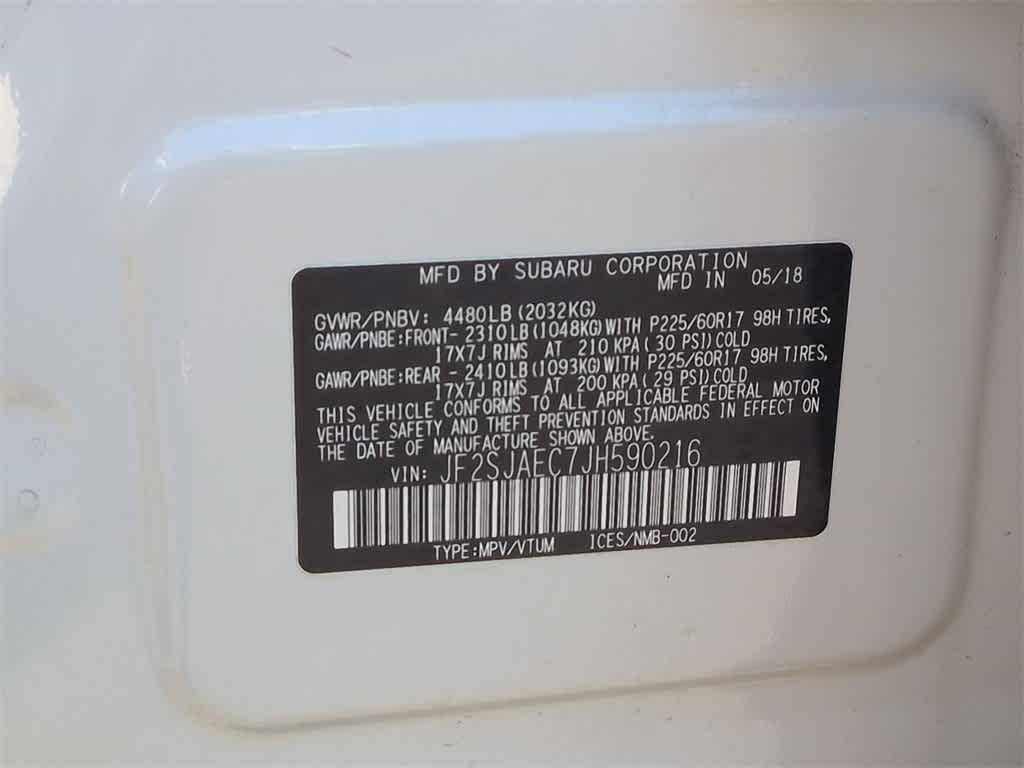 MFD BY SUBARU CORPORATION
MFD IN 05/18
GVWR/PNBV: 4480LB(2032KG)
GAWR/PNBE:FRONT- 2310LB(1048KG)WITH P225/60R17 98H TIRES,
17X7J RIMS AT 210 KPA( 30 PSI)COLD
GAWR/PNBE:REAR - 2410LB(1093KG)WITH P225/60R17 98H TIRES,
17X7J RIMS AT 200 KPA( 29 PSI)COLD
THIS VEHICLE CONFORMS TO ALL APPLICABLE FEDERAL MOTOR
VEHICLE SAFETY AND THEFT PREVENTION STANDARDS IN EFFECT ON
THE DATE OF MANUFACTURE SHOWN ABOVE.
VIN: JF2SJAEC7JH590216
TYPE:MPV/VTUM ICES/NMB-002